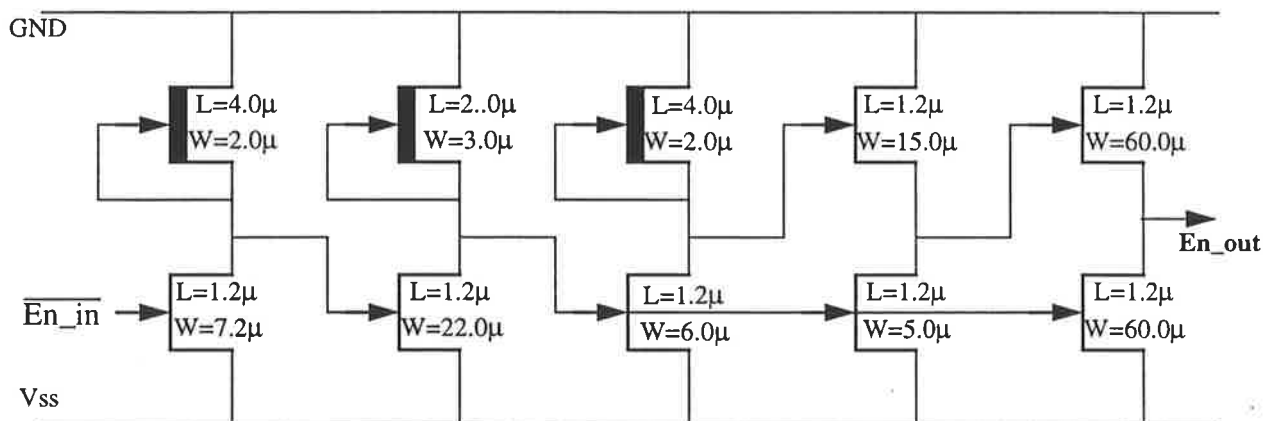 GND
L=4.0µ
W=2.0µ
L=2..0µ
W=3.0µ
L=4.0µ
W=2.0µ
L=1.2µ
W=15.0µ
L=1.2µ
W=60.0µ
En_out
En_in
L=1.2µ
W=7.2µ
L=1.2µ
W=22.0µ
L=1.2µ
W=6.0µ
L=1.2µ
W=5.0µ
L=1.2µ
W=60.0µ
Vss